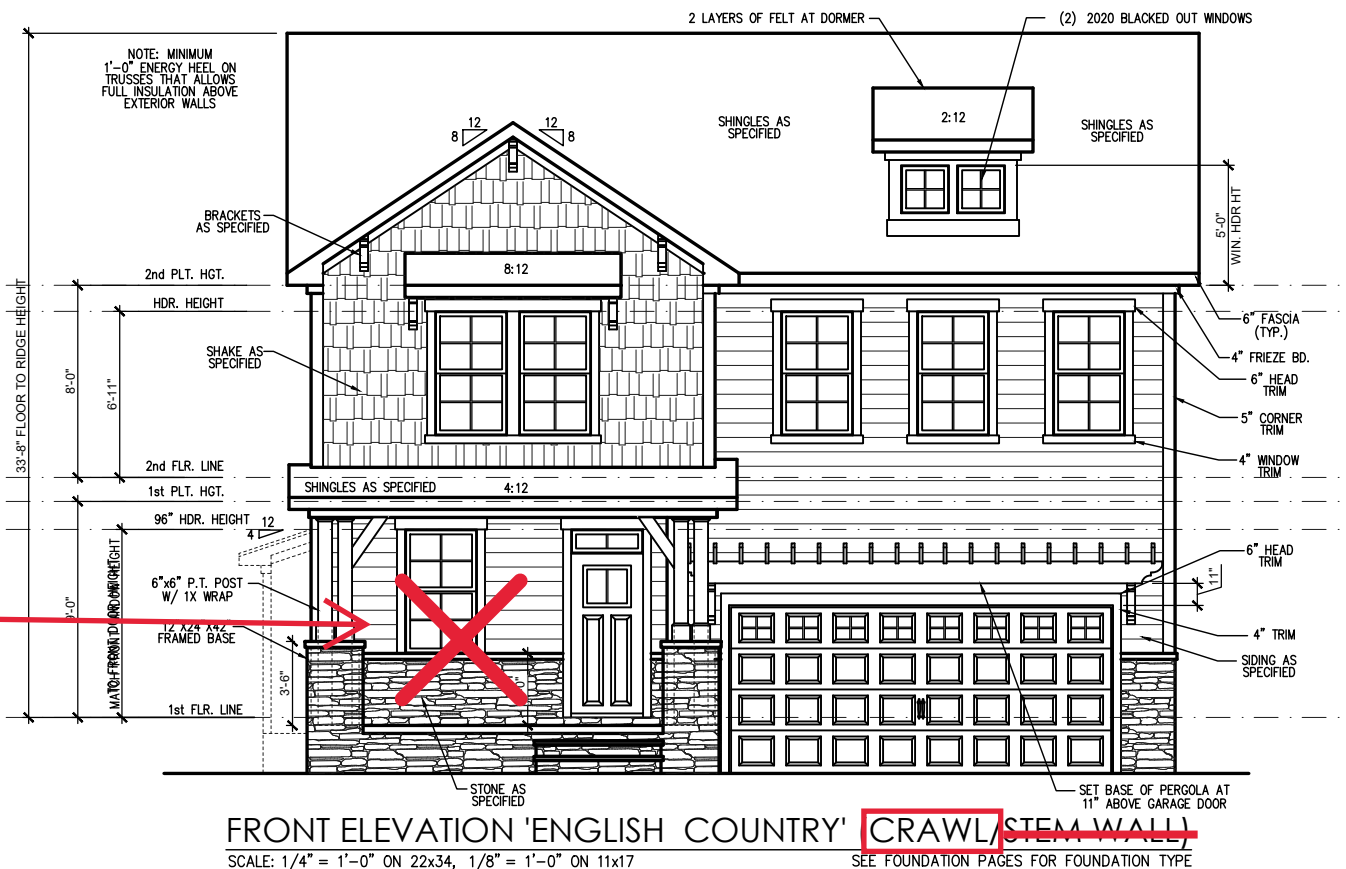 2 LAYERS OF FELT AT DORMER
(2) 2020 BLACKED OUT WINDOWS
NOTE: MINIMUM
1'-0" ENERGY HEEL ON
TRUSSES THAT ALLOWS
FULL INSULATION ABOVE
EXTERIOR WALLS
12
8
12
8
SHINGLES AS
SPECIFIED
2:12
SHINGLES AS
SPECIFIED
BRACKETS
AS SPECIFIED
5'-0"
WIN. HDR HT
2nd PLT. HGT.
8:12
HDR. HEIGHT
33'-8" FLOOR TO RIDGE HEIGHT
8'-0"
6'-11"
SHAKE AS
SPECIFIED
6" FASCIA
(TYP.)
4" FRIEZE BD.
6" HEAD
TRIM
5" CORNER
TRIM
4" WINDOW
TRIM
2nd FLR. LINE
SHINGLES AS SPECIFIED
4:12
1st PLT. HGT.
96" HDR. HEIGHT
12
4
6"x6" P.T. POST
W/ 1X WRAP
FRAMED BASE
3'-6"
1st FLR. LINE
6" HEAD
TRIM
11"
4" TRIM
SIDING AS
SPECIFIED
STONE AS
SPECIFIED
SET BASE OF PERGOLA AT
11" ABOVE GARAGE DOOR
FRONT ELEVATION 'ENGLISH COUNTRY' (CRAWL/STEM WALL)
SCALE: 1/4" = 1'-0" ON 22x34, 1/8" = 1'-0" ON 11x17
SEE FOUNDATION PAGES FOR FOUNDATION TYPE